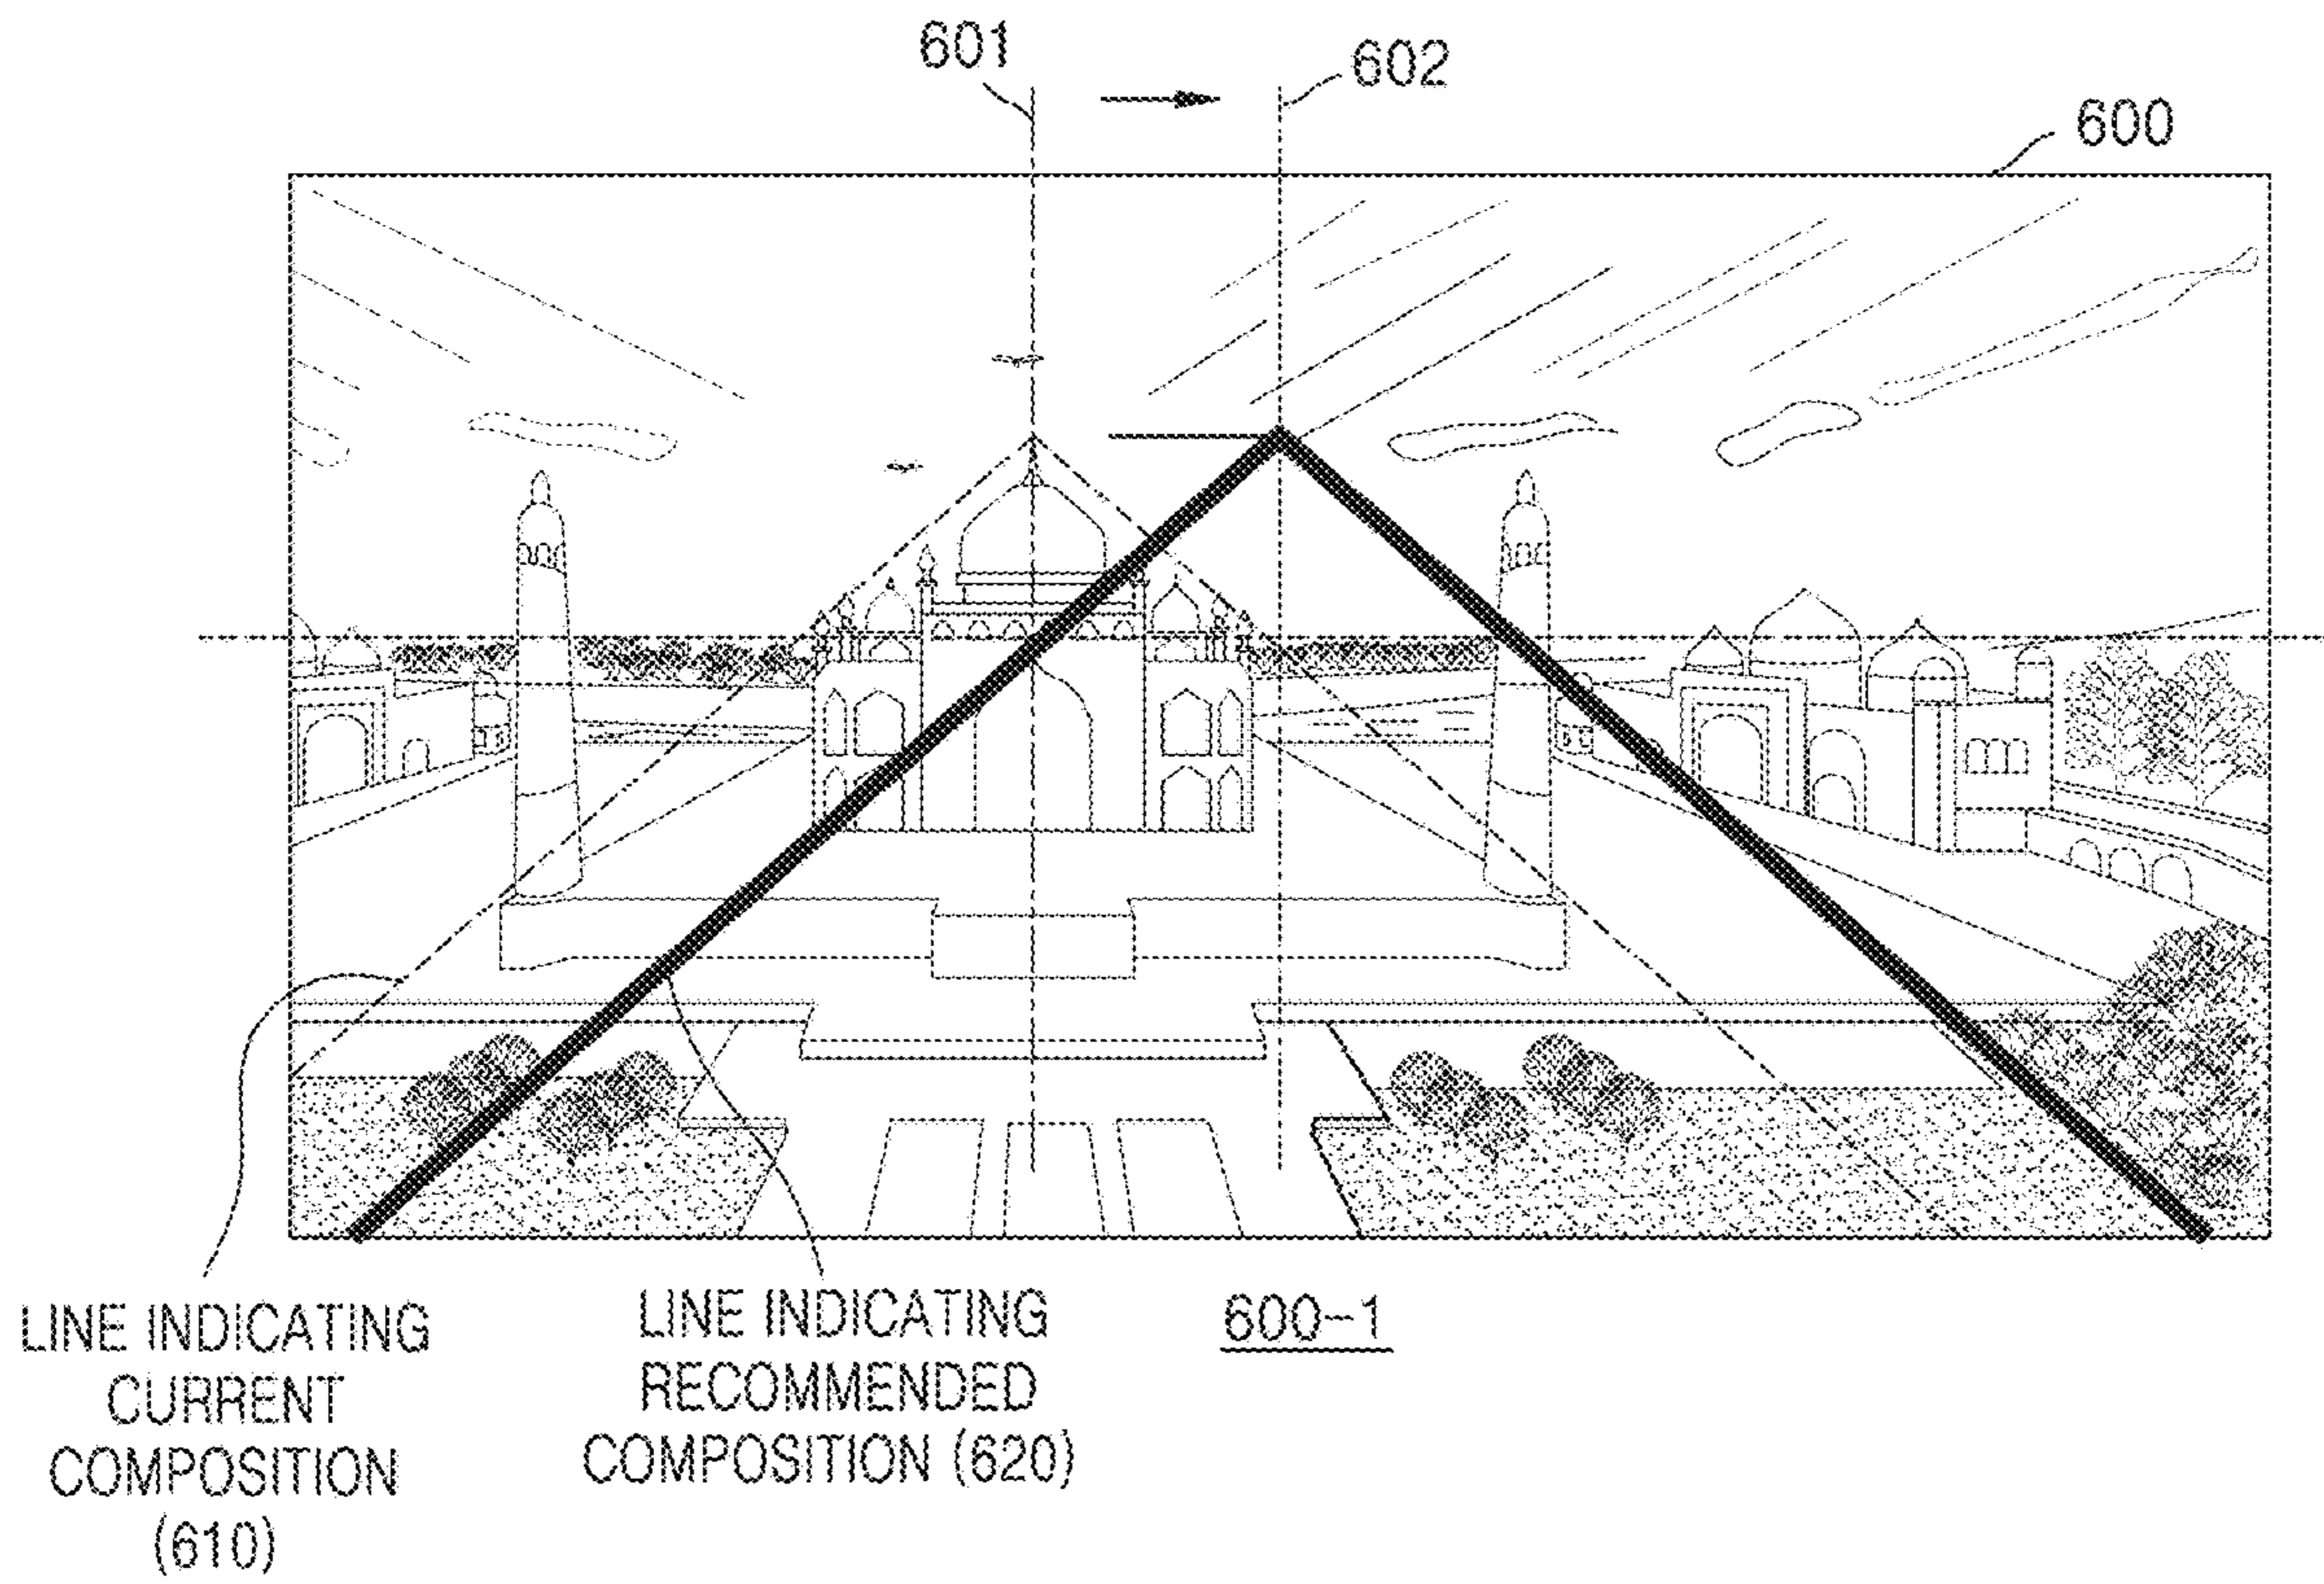 601
602
600
LINE INDICATING
CURRENT
COMPOSITION
(610)
LINE INDICATING
RECOMMENDED
COMPOSITION (620)
600-1